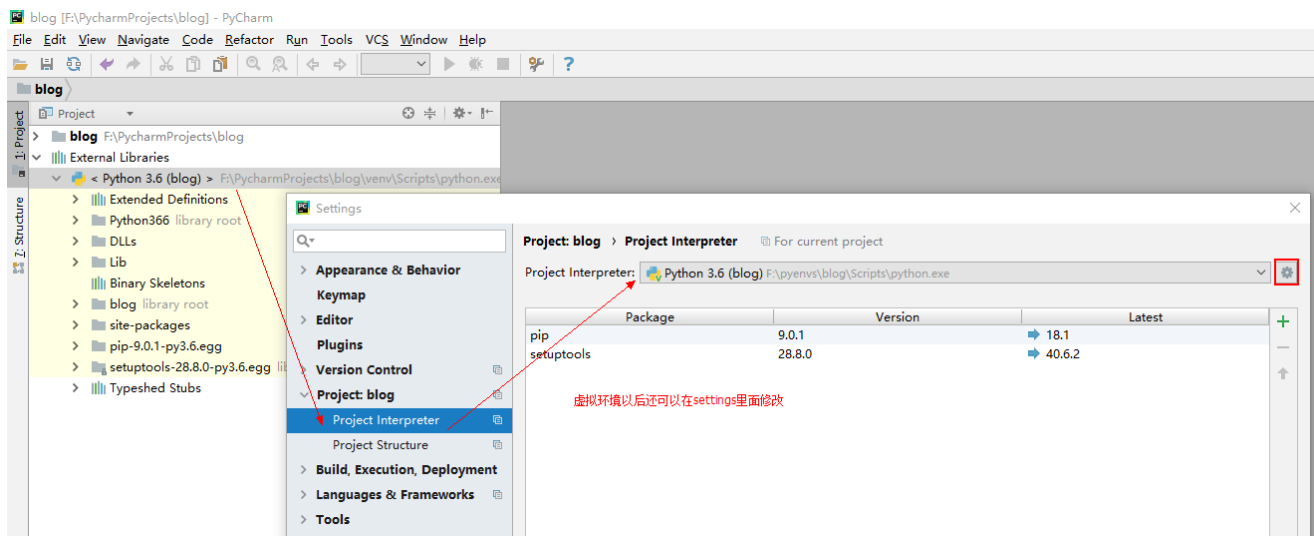 blog [F:\PycharmProjects\blog] - PyCharm
File Edit View Navigate Code Refactor Run Tools VCS Window Help
blog
Project
1: Project
Z: Structure
blog F:\PycharmProjects\blog
External Libraries
< Python 3.6 (blog) > F:\PycharmProjects\blog\venv\Scripts\python.exe
Extended Definitions
Python366 library root
DLLs
Lib
Binary Skeletons
blog library root
site-packages
pip-9.0.1-py3.6.egg
setuptools-28.8.0-py3.6.egg
Typeshed Stubs
Settings
Appearance & Behavior
Keymap
Editor
Plugins
Version Control
Project: blog
Project Interpreter
Project Structure
Build, Execution, Deployment
Languages & Frameworks
Tools
Project: blog › Project Interpreter For current project
Project Interpreter: Python 3.6 (blog) F:\pyenvs\blog\Scripts\python.exe
Package Version Latest
pip 9.0.1 18.1
setuptools 28.8.0 40.6.2
虚拟环境以后还可以在settings里面修改